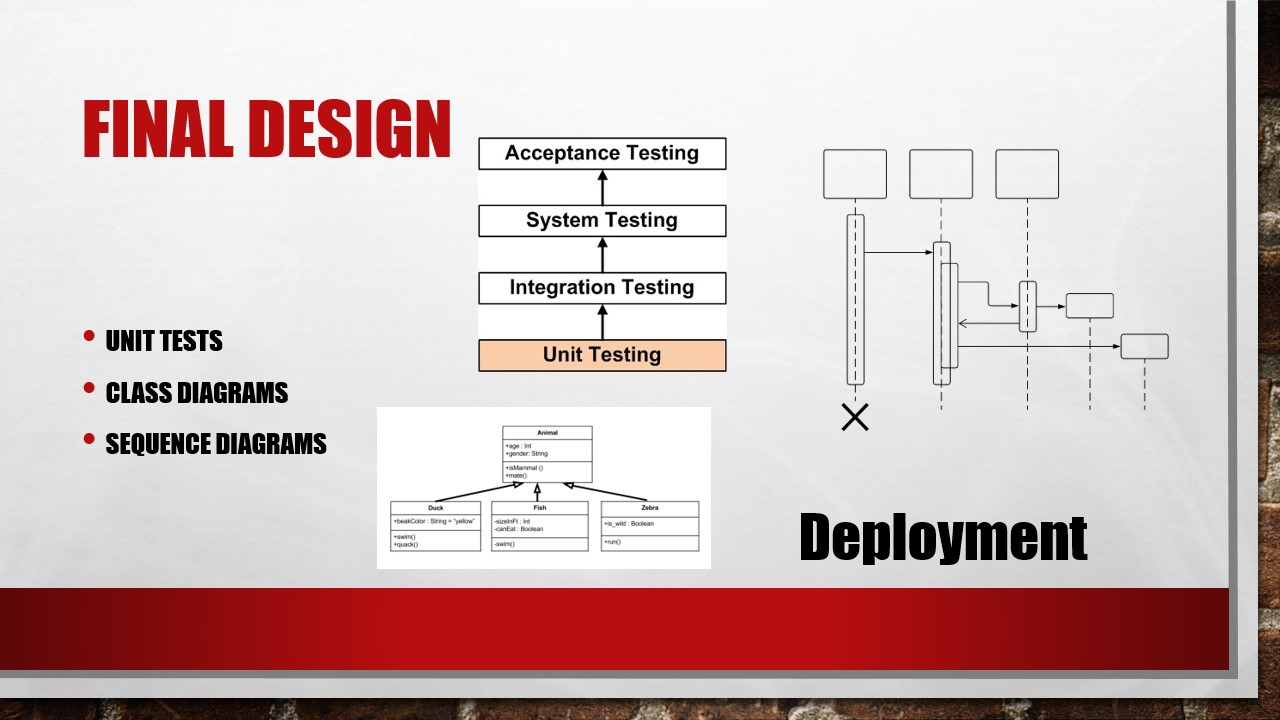 FINAL DESIGN
• UNIT TESTS
• CLASS DIAGRAMS
• SEQUENCE DIAGRAMS
Acceptance Testing
System Testing
Integration Testing
Unit Testing
Animal
+age : Int
+gender: String
+isMammal ()
+mate()
Duck
+beakColor : String = "yellow"
+swim()
+quack()
Fish
-sizeInFt : Int
-canEat : Boolean
-swim()
Zebra
+is_wild : Boolean
+run()
Deployment